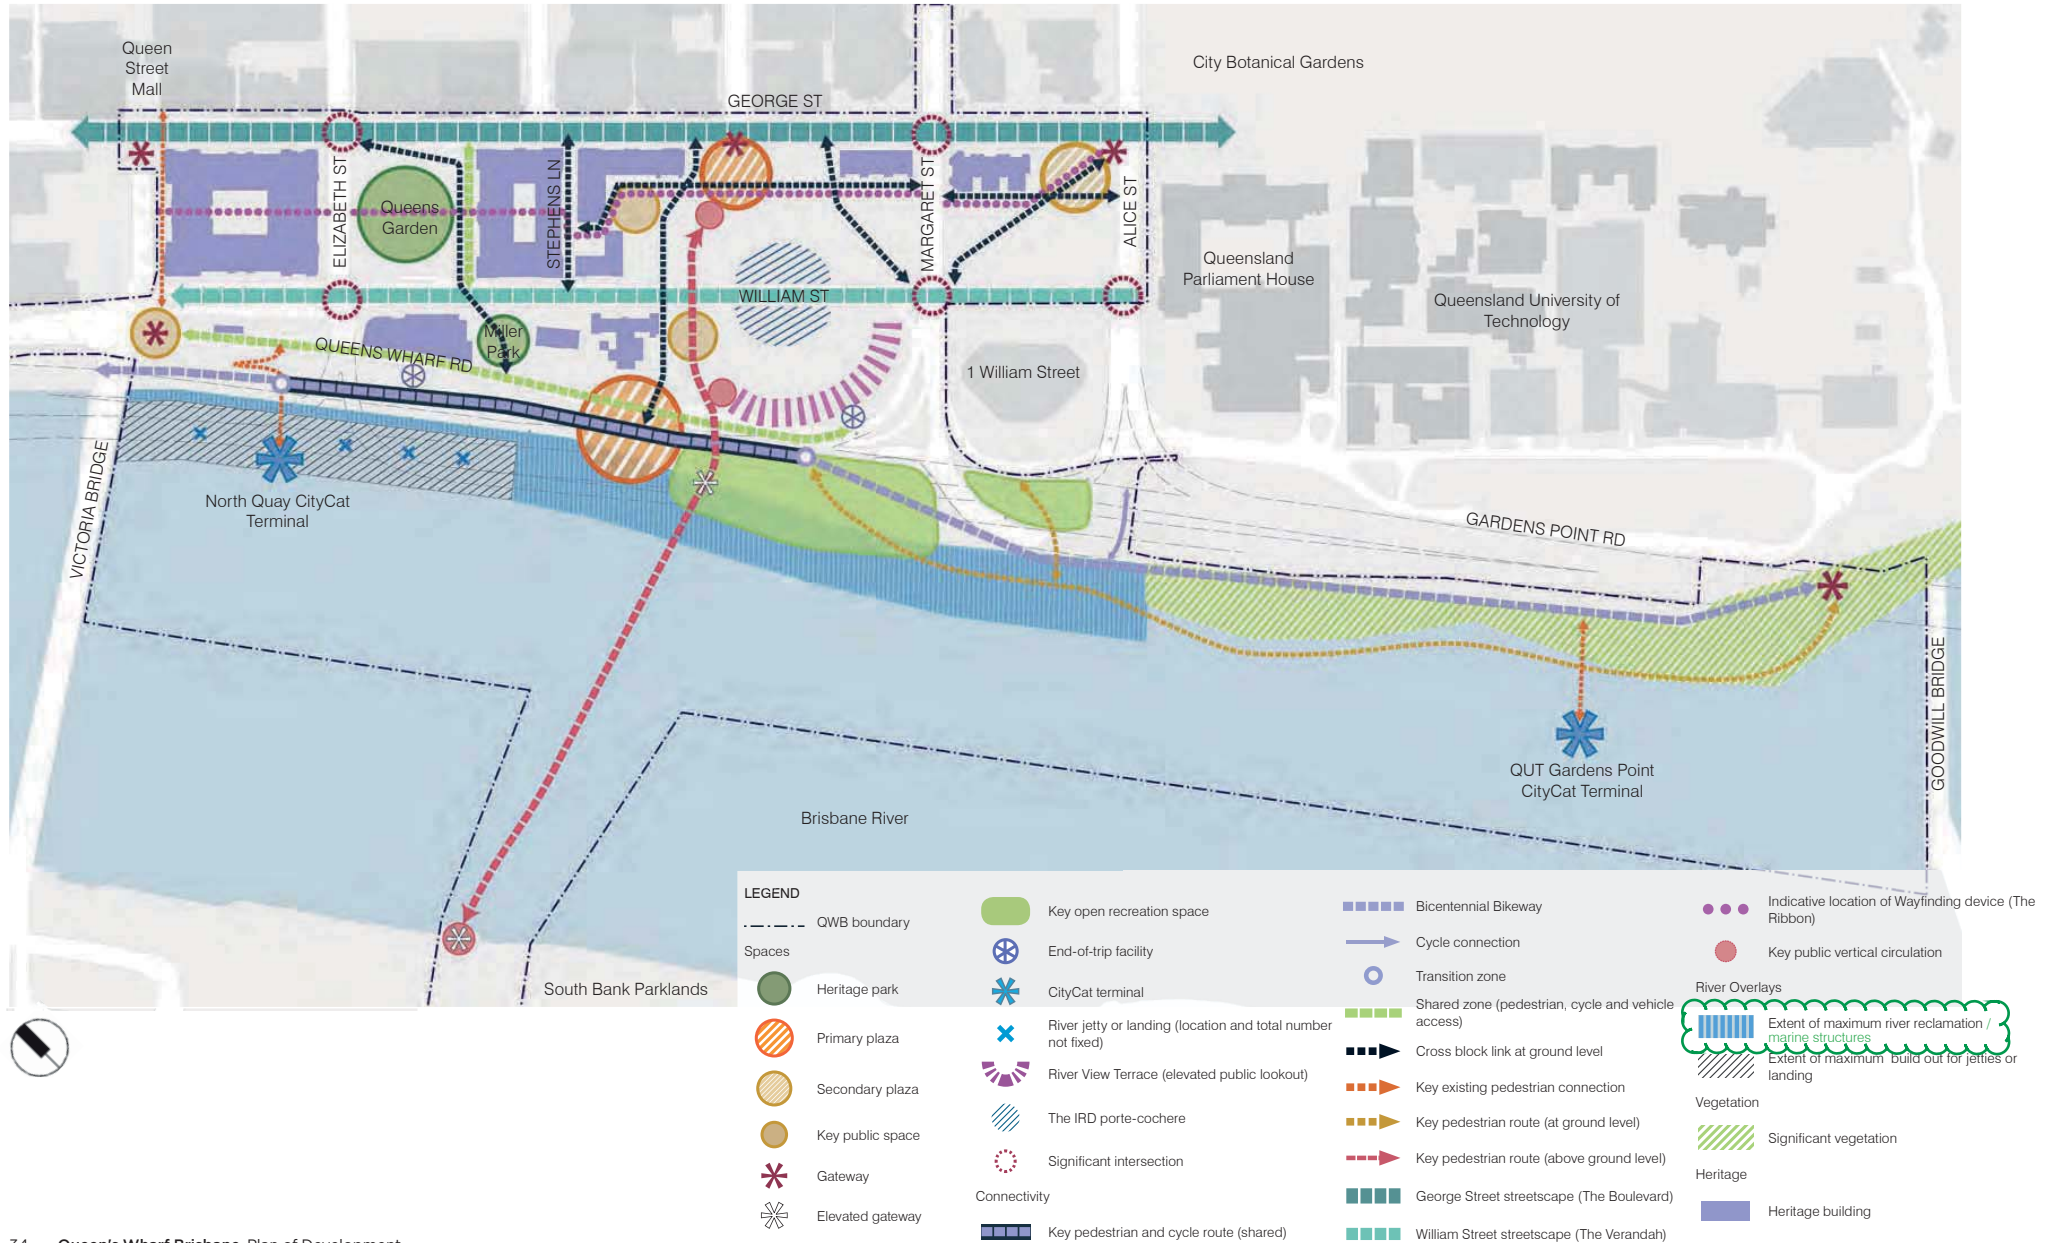 Queen
Street
Mall
City Botanical Gardens
GEORGE ST
ELIZABETH ST
STEPHENS LN
MARGARET ST
ALICE ST
Queens
Garden
Queensland
Parliament House
WILLIAM ST
Queensland University of
Technology
Miller
Park
QUEENS WHARF RD
1 William Street
VICTORIA BRIDGE
North Quay CityCat
Terminal
GARDENS POINT RD
GOODWILL BRIDGE
QUT Gardens Point
CityCat Terminal
Brisbane River
South Bank Parklands
LEGEND
QWB boundary
Spaces
Heritage park
Primary plaza
Secondary plaza
Key public space
Gateway
Elevated gateway
Key open recreation space
End-of-trip facility
CityCat terminal
River jetty or landing (location and total number
not fixed)
River View Terrace (elevated public lookout)
The IRD porte-cochere
Significant intersection
Connectivity
Key pedestrian and cycle route (shared)
Bicentennial Bikeway
Cycle connection
Transition zone
Shared zone (pedestrian, cycle and vehicle
access)
Cross block link at ground level
Key existing pedestrian connection
Key pedestrian route (at ground level)
Key pedestrian route (above ground level)
George Street streetscape (The Boulevard)
William Street streetscape (The Verandah)
Indicative location of Wayfinding device (The
Ribbon)
Key public vertical circulation
River Overlays
Extent of maximum river reclamation /
marine structures
Extent of maximum build out for jetties or
landing
Vegetation
Significant vegetation
Heritage
Heritage building
Queen's Wharf Brisbane Plan of Development